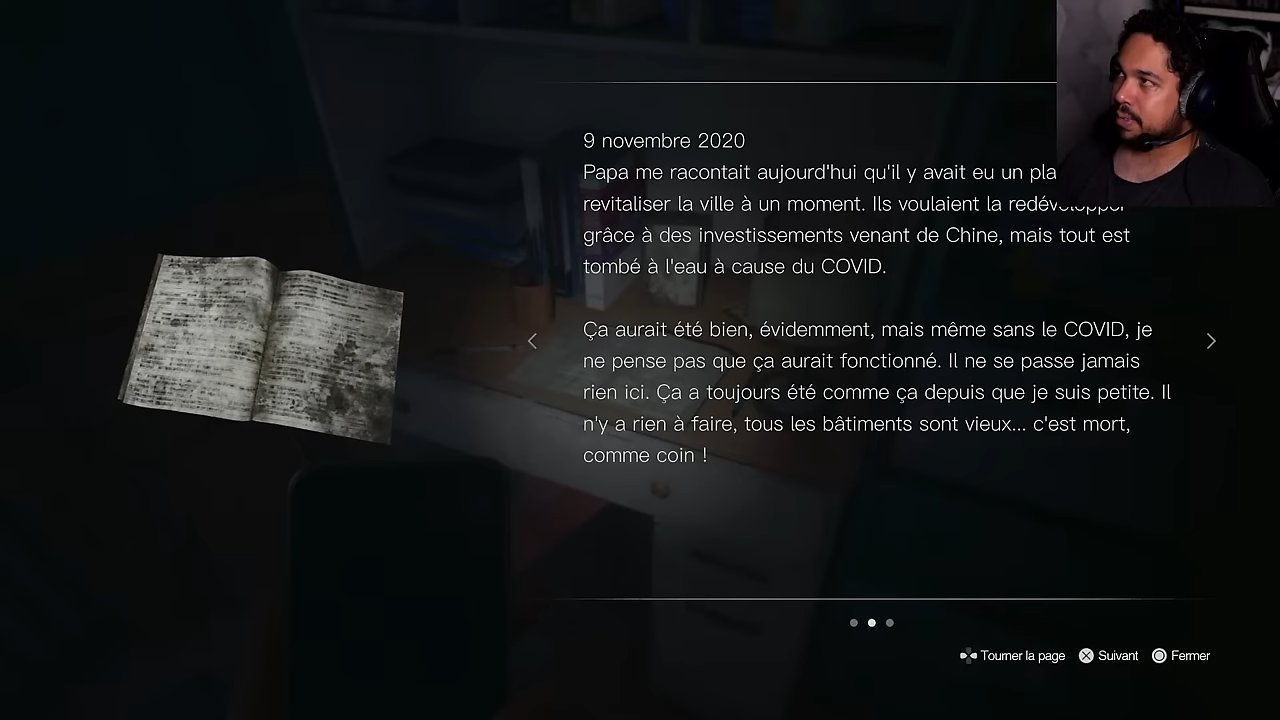 9 novembre 2020
Papa me racontait aujourd'hui qu'il y avait eu un
revitaliser la ville à un moment. Ils voulaient la redévelopper
grâce à des investissements venant de Chine, mais tout est
tombé à l'eau à cause du COVID.
Ça aurait été bien, évidemment, mais même sans le COVID, je
ne pense pas que ça aurait fonctionné. Il ne se passe jamais
rien ici. Ça a toujours été comme ça depuis que je suis petite. Il
n'y a rien à faire, tous les bâtiments sont vieux... c'est mort,
comme coin !
Tourner la page Suivant Fermer